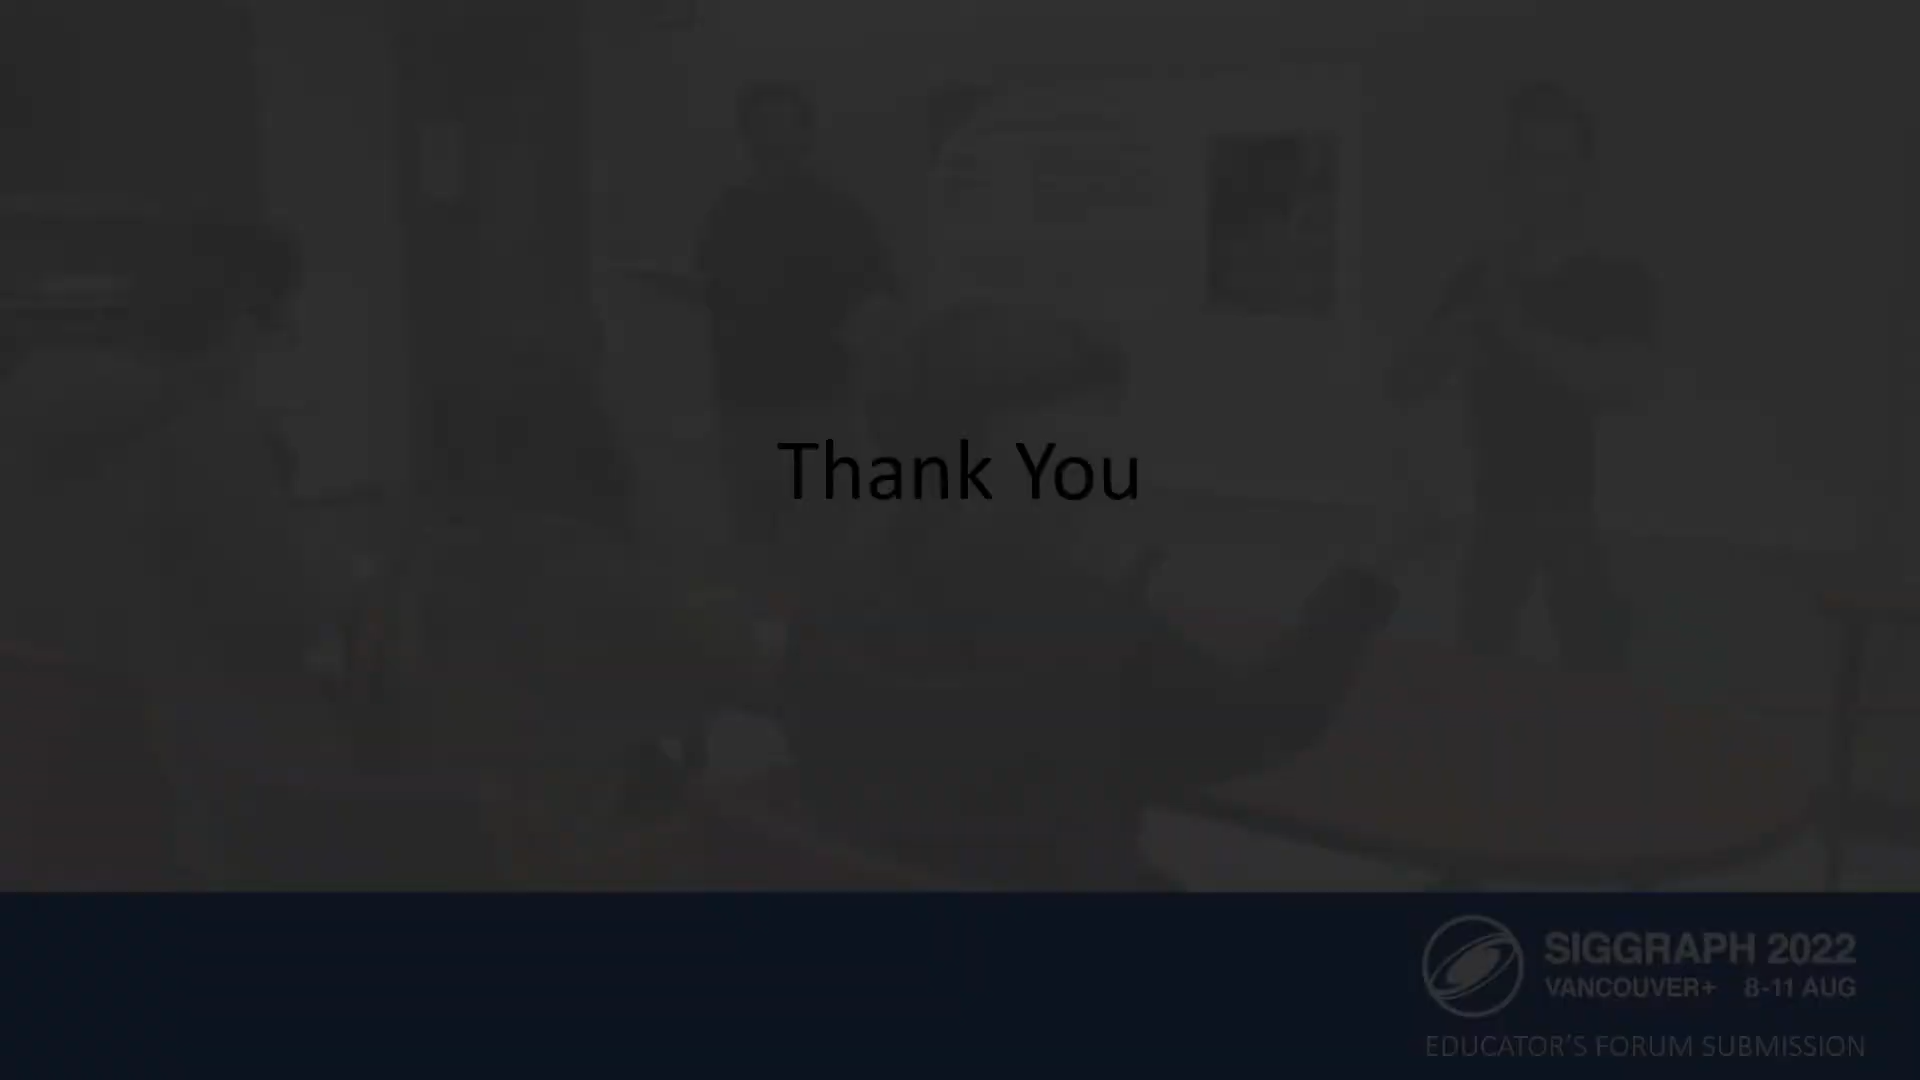 Thank You
SIGGRAPH 2022
VANCOUVER+ 8-11 AUG
EDUCATOR'S FORUM SUBMISSION